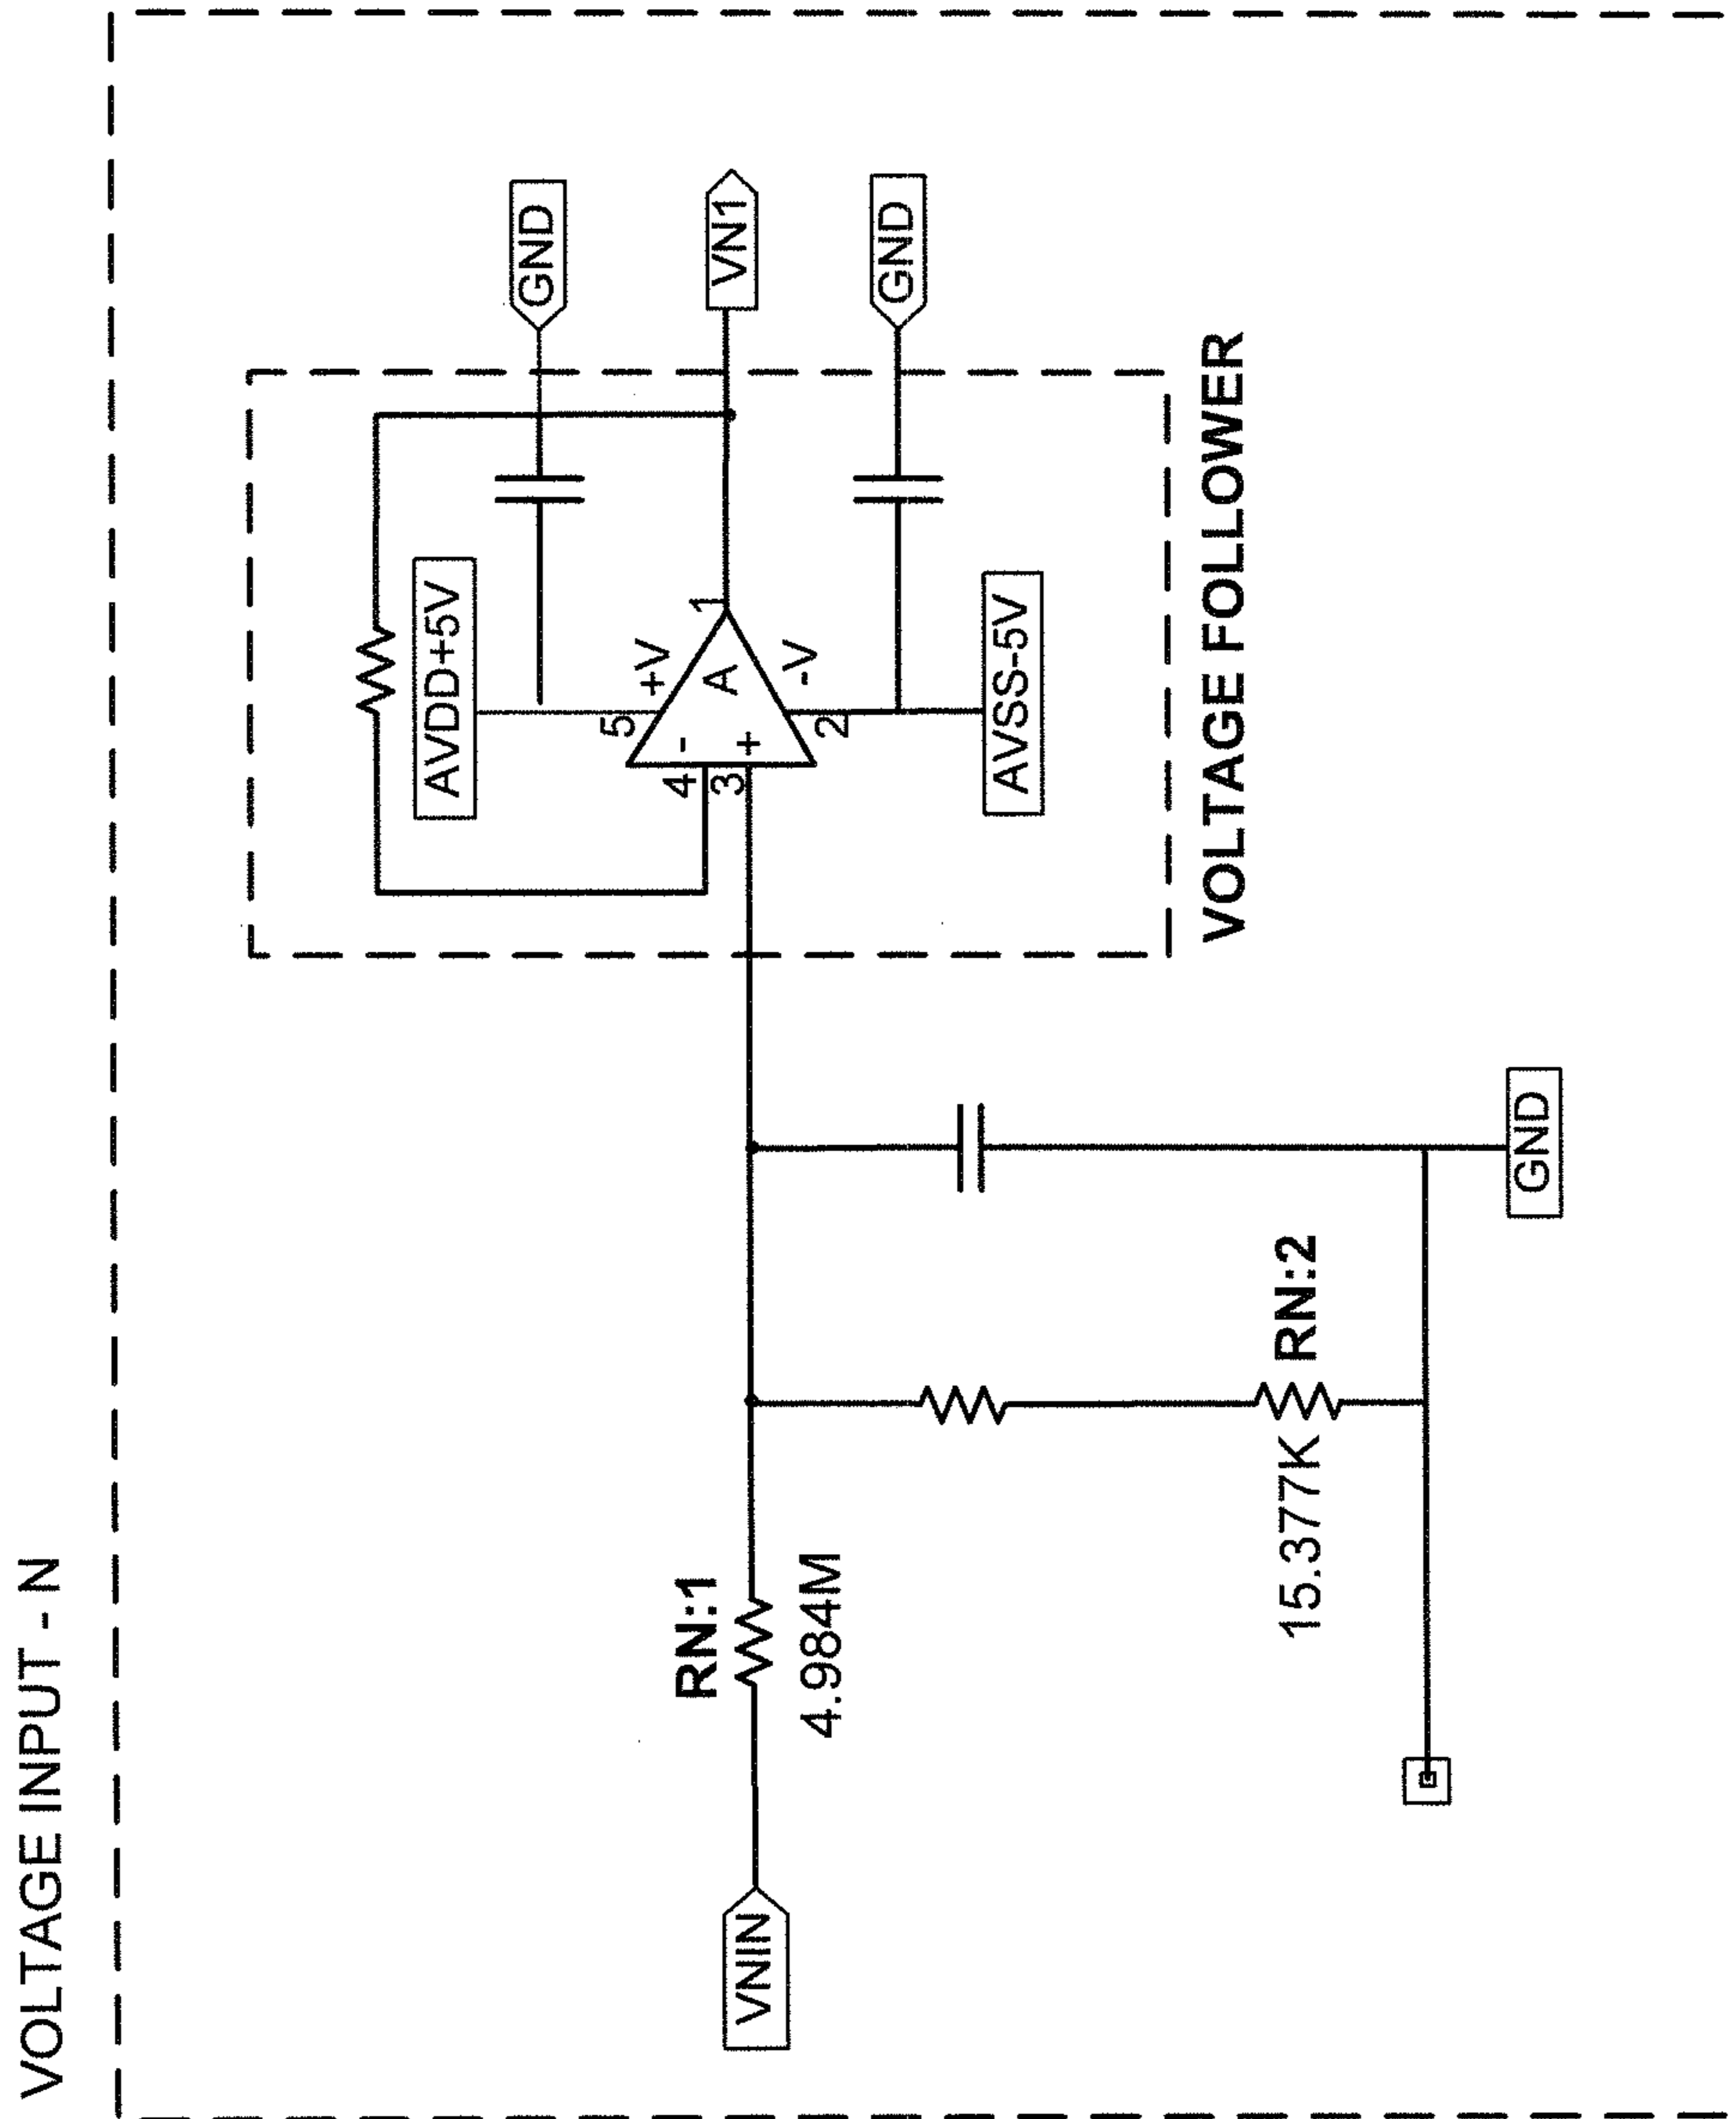 VOLTAGE INPUT - N
VNIN
RN:1
4.984M
15.377K
RN:2
GND
4
-
3
+
A
5
+V
2
-V
1
AVDD+5V
AVSS-5V
GND
VN1
GND
VOLTAGE FOLLOWER